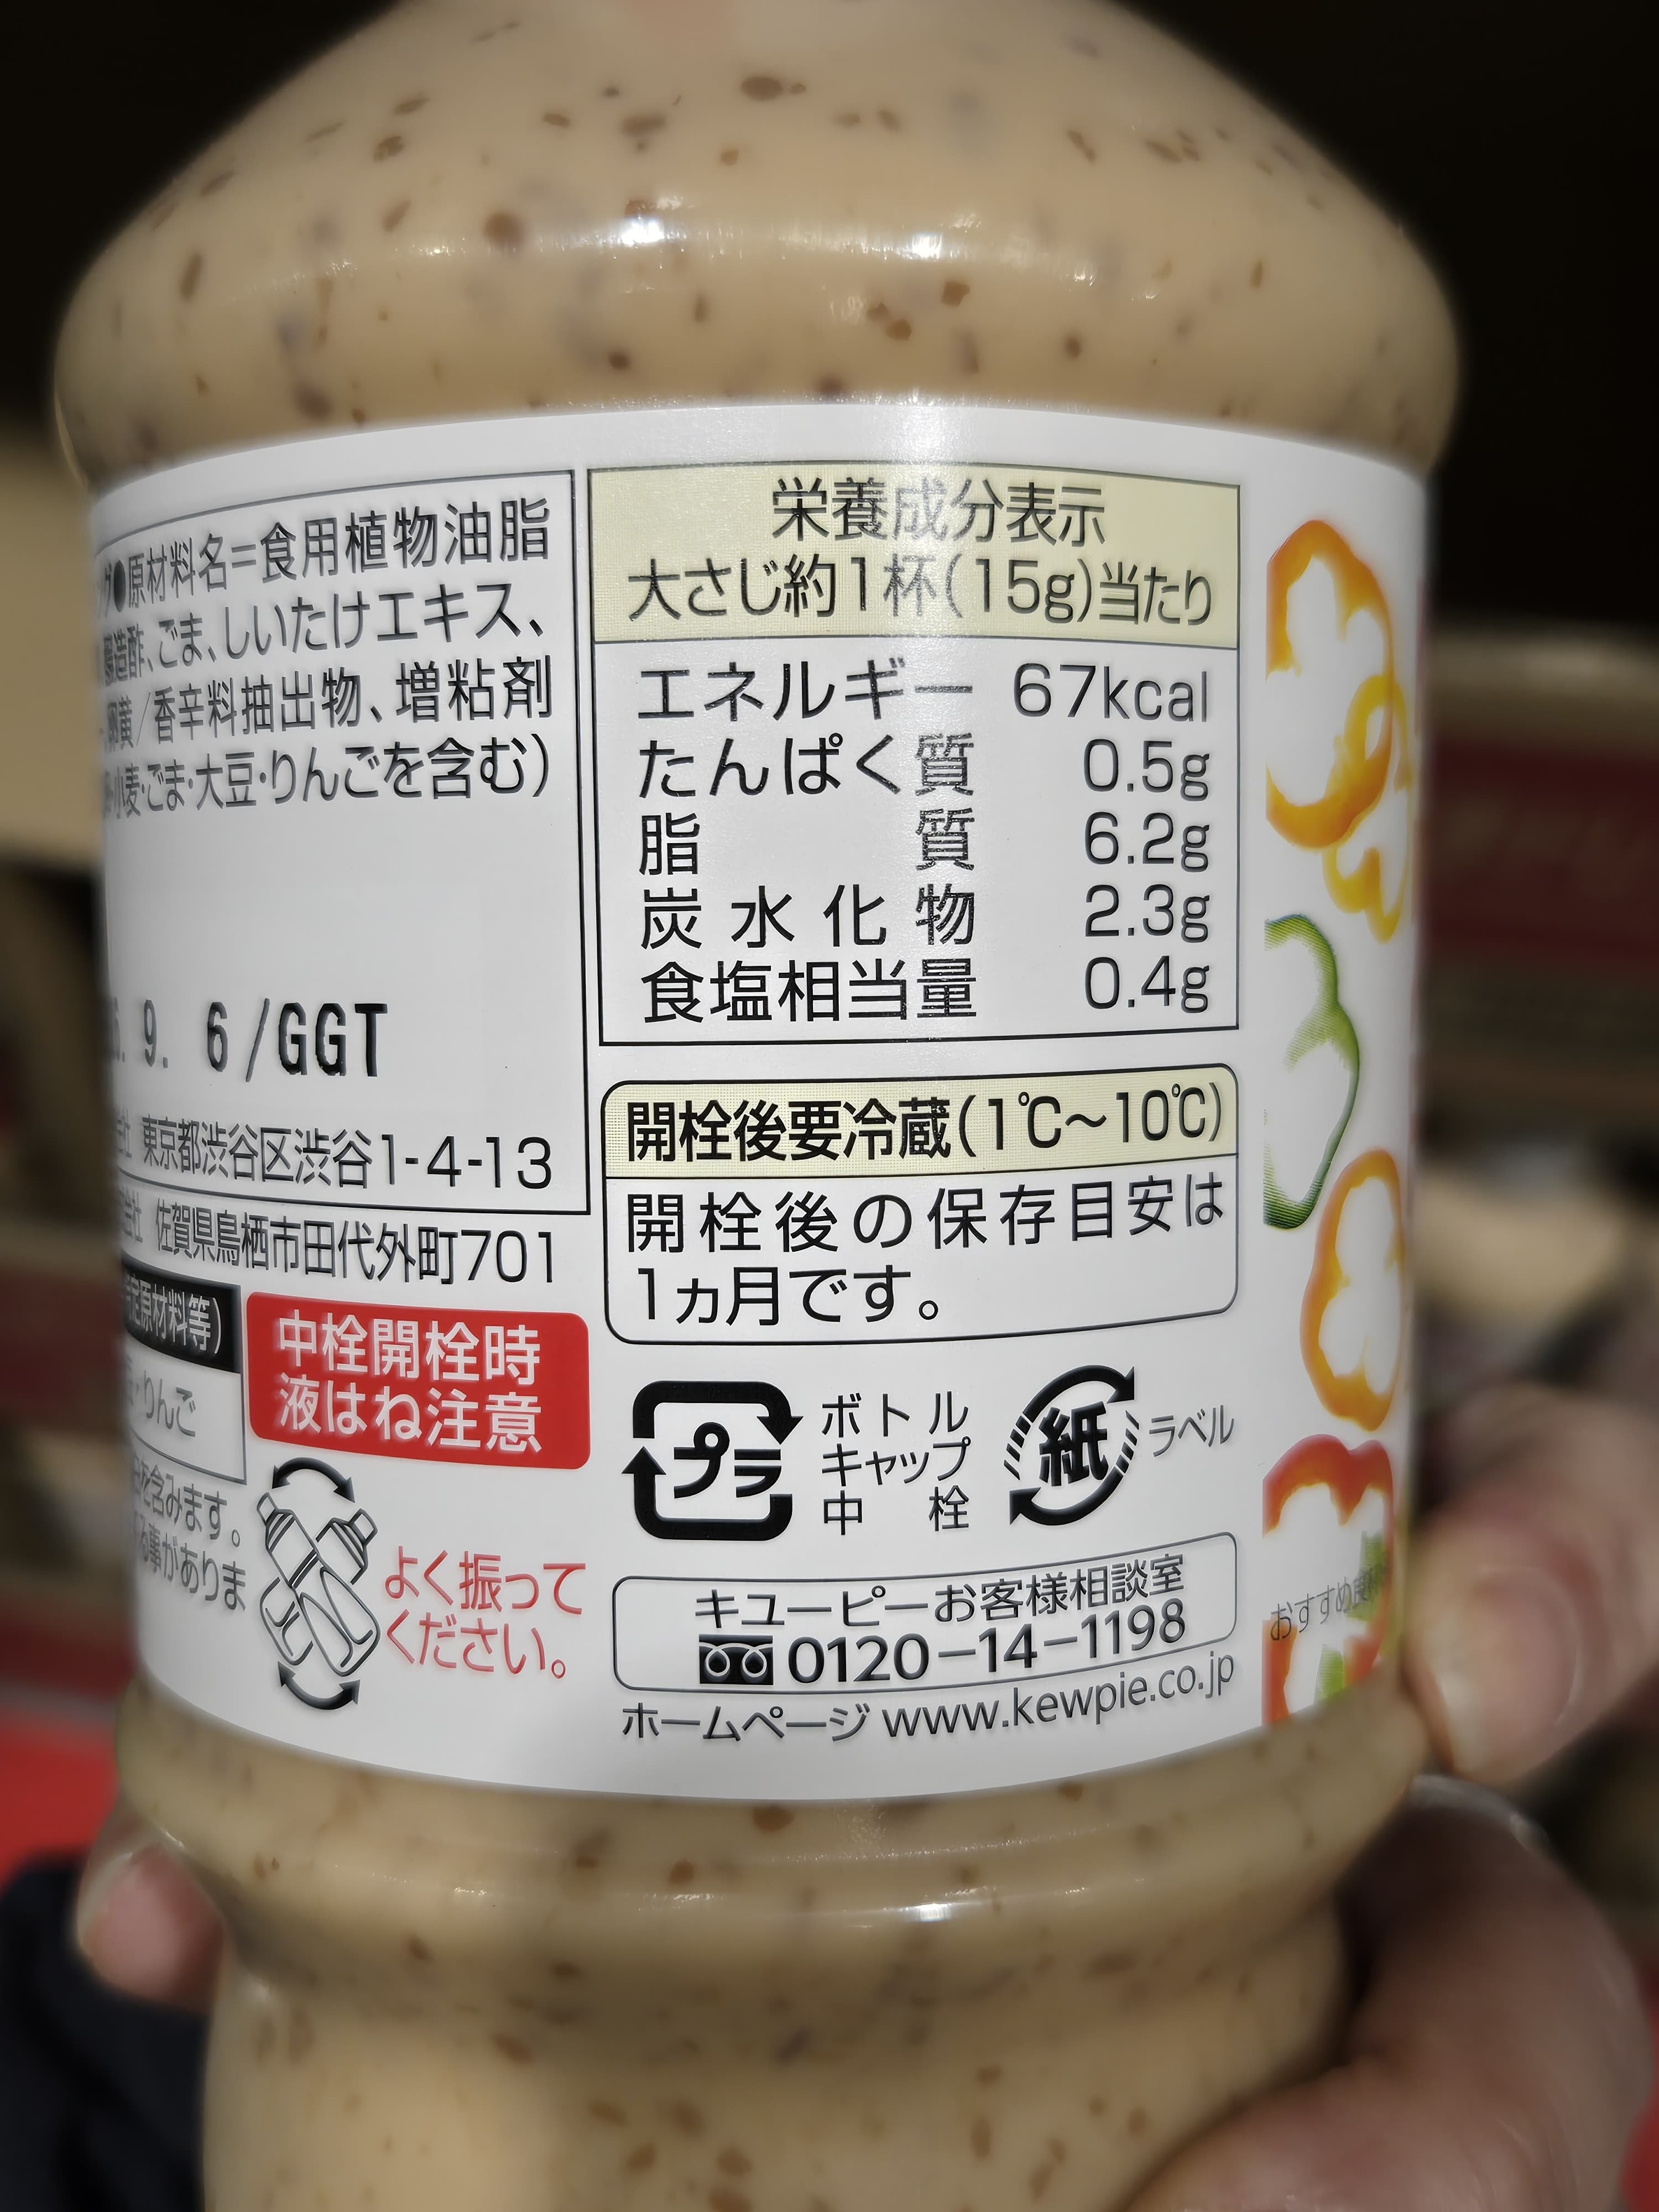 ●原材料名=食用植物油脂
醸造酢、ごま、しいたけエキス、
卵黄/香辛料抽出物、増粘剤
小麦・ごま・大豆・りんごを含む)
9. 6/GGT
東京都渋谷区渋谷1-4-13
佐賀県鳥栖市田代外町701
原材料等)
りんご
を含みます。
事がありま
中栓開栓時
液はね注意
よく振って
ください。
栄養成分表示
大さじ約1杯(15g)当たり
エネルギー 67kcal
たんぱく質 0.5g
脂質 6.2g
炭水化物 2.3g
食塩相当量 0.4g
開栓後要冷蔵(1℃~10℃)
開栓後の保存目安は
1ヵ月です。
プラ
ボトル
キャップ
中栓
紙
ラベル
キユーピーお客様相談室
0120-14-1198
ホームページ www.kewpie.co.jp
おすすめ